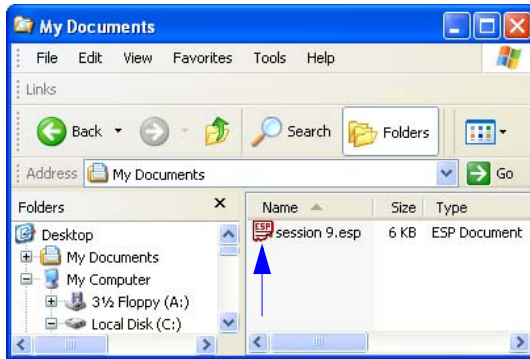 My Documents
File Edit View Favorites Tools Help
Links
Back Search Folders
Address My Documents Go
Folders Name Size Type
Desktop ESP session 9.esp 6 KB ESP Document
My Documents
My Computer
3½ Floppy (A:)
Local Disk (C:)